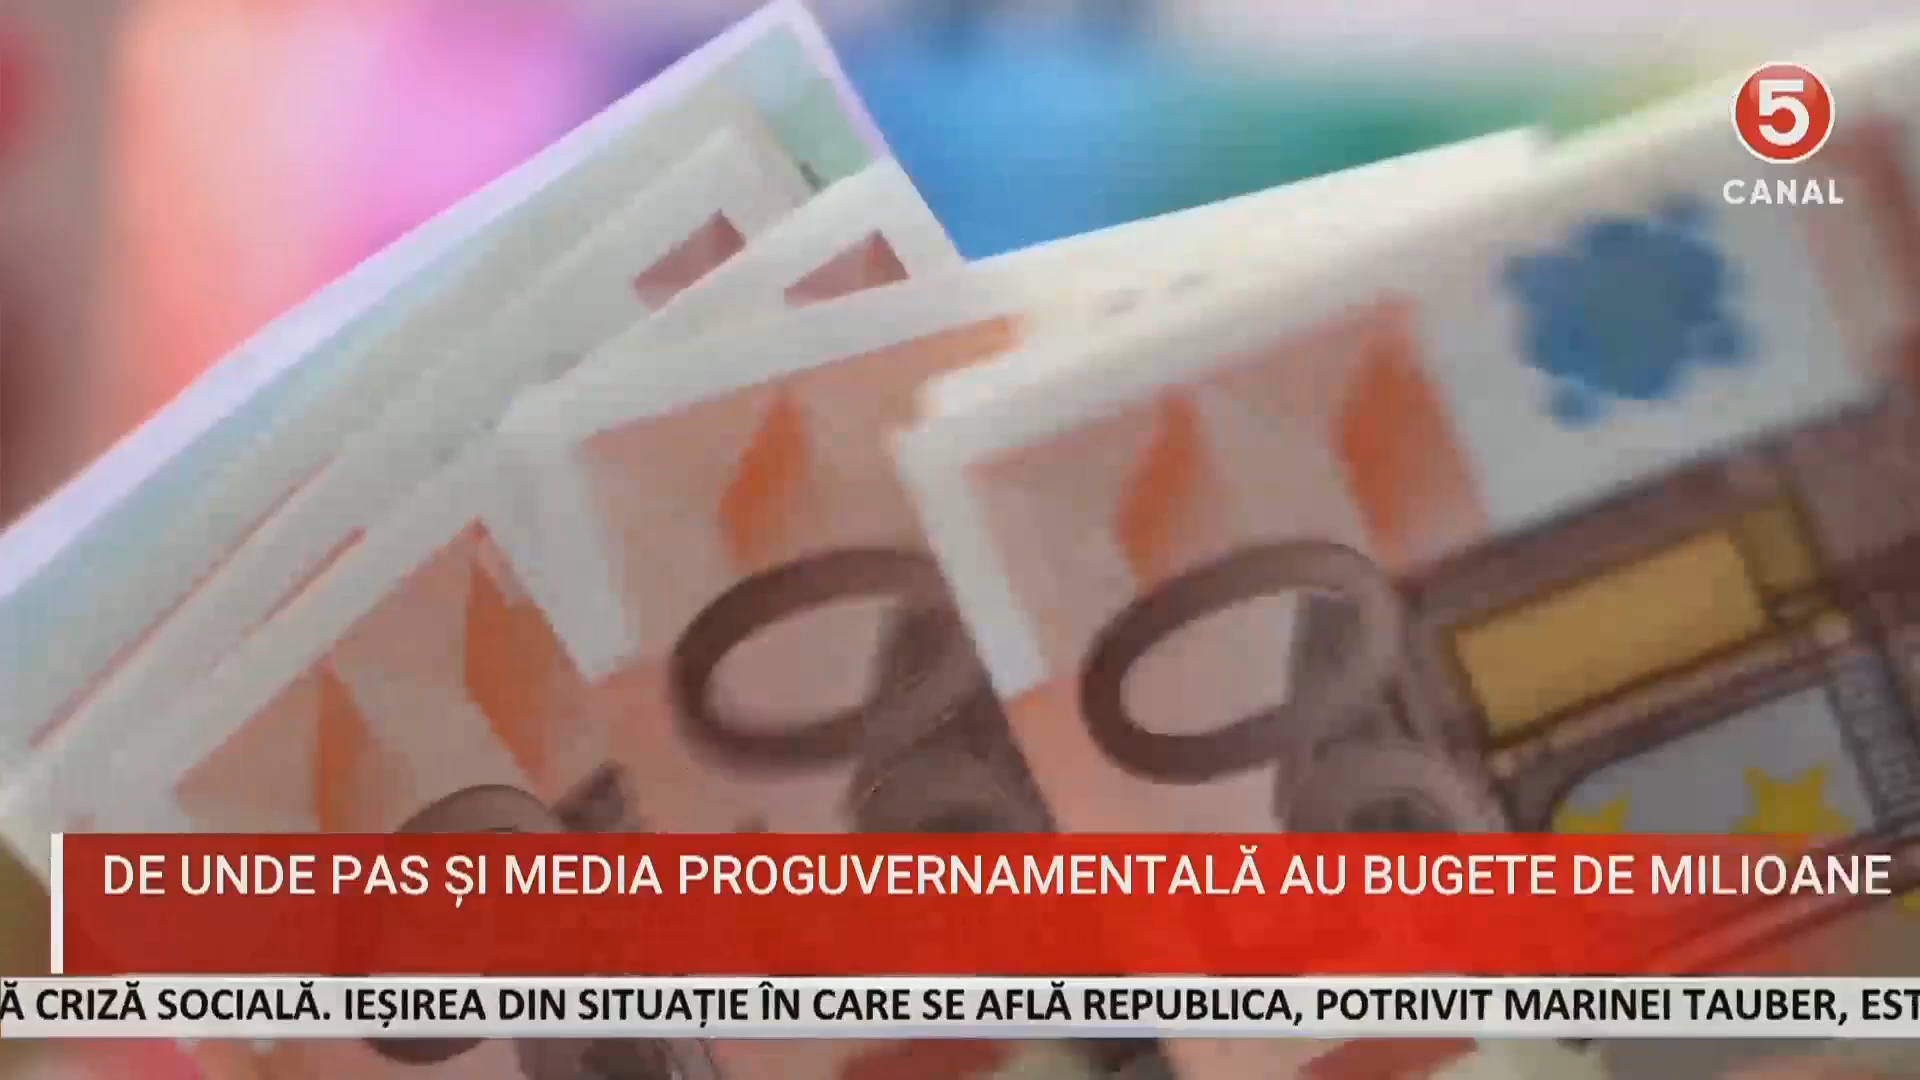 5
CANAL
DE UNDE PAS ȘI MEDIA PROGUVERNAMENTALĂ AU BUGETE DE MILIOANE
Ă CRIZĂ SOCIALĂ. IEȘIREA DIN SITUAȚIE ÎN CARE SE AFLĂ REPUBLICA, POTRIVIT MARINEI TAUBER, EST